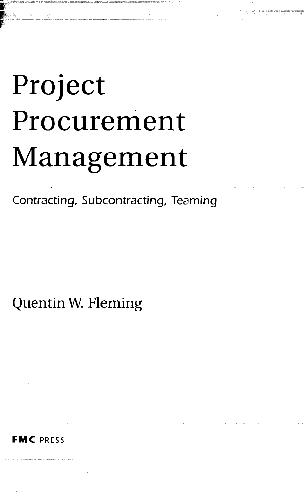 Project
Procurement
Management
Contracting, Subcontracting, Teaming
Quentin W. Fleming
FMC PRESS